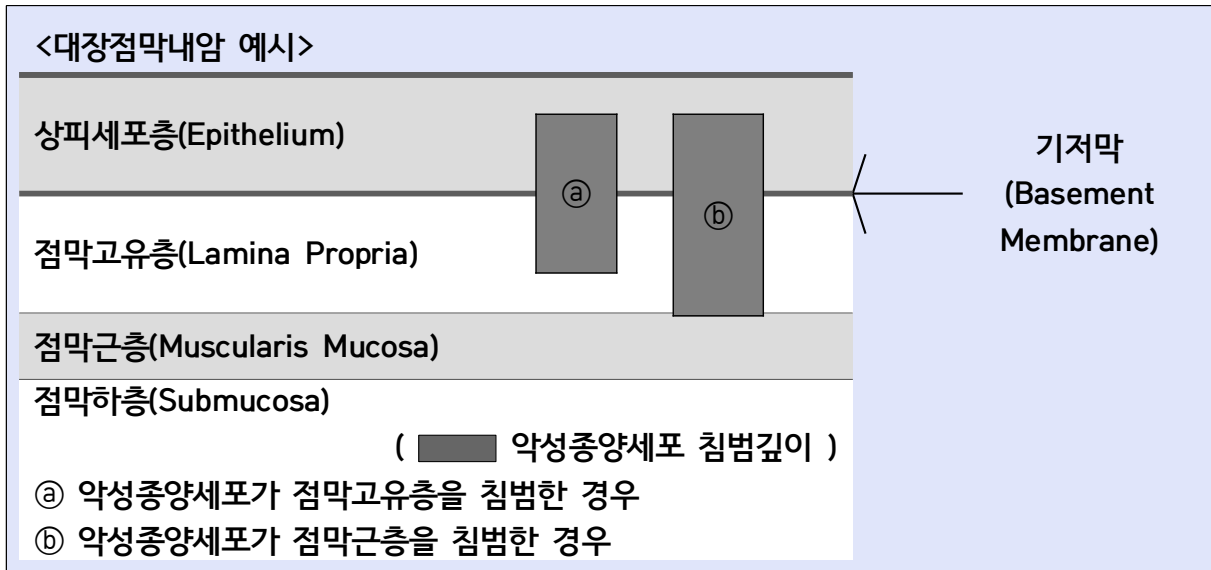 <대장점막내암 예시>
상피세포층(Epithelium)
기저막
(Basement
Membrane)
ⓐ
ⓑ
점막고유층(Lamina Propria)
점막근층(Muscularis Mucosa)
점막하층(Submucosa)
( 악성종양세포 침범깊이 )
ⓐ 악성종양세포가 점막고유층을 침범한 경우
ⓑ 악성종양세포가 점막근층을 침범한 경우